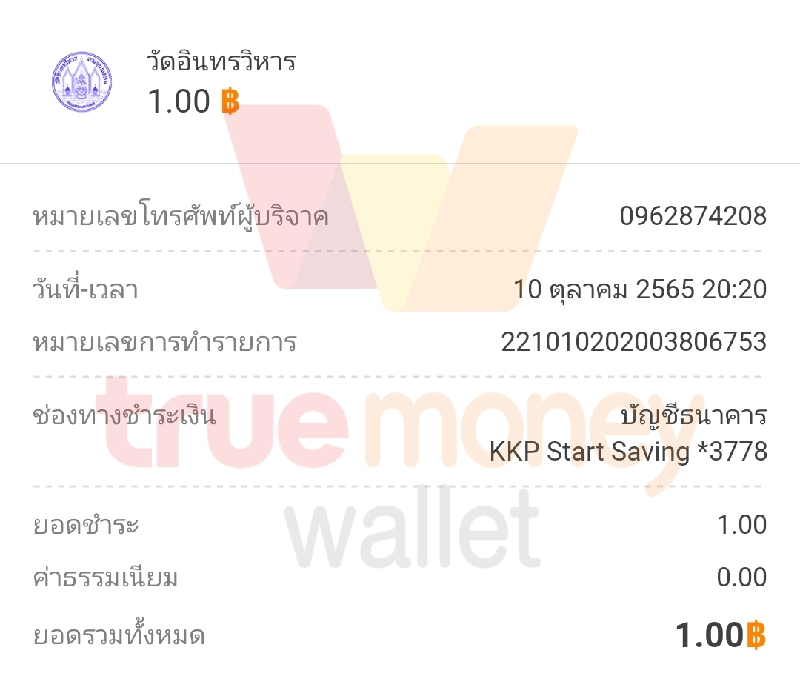 วัดอินทรวิหาร
1.00 ฿
หมายเลขโทรศัพท์ผู้บริจาค 0962874208
วันที่-เวลา 10 ตุลาคม 2565 20:20
หมายเลขการทำรายการ 221010202003806753
ช่องทางชำระเงิน บัญชีธนาคาร
KKP Start Saving *3778
true money
wallet
ยอดชำระ 1.00
ค่าธรรมเนียม 0.00
ยอดรวมทั้งหมด 1.00฿